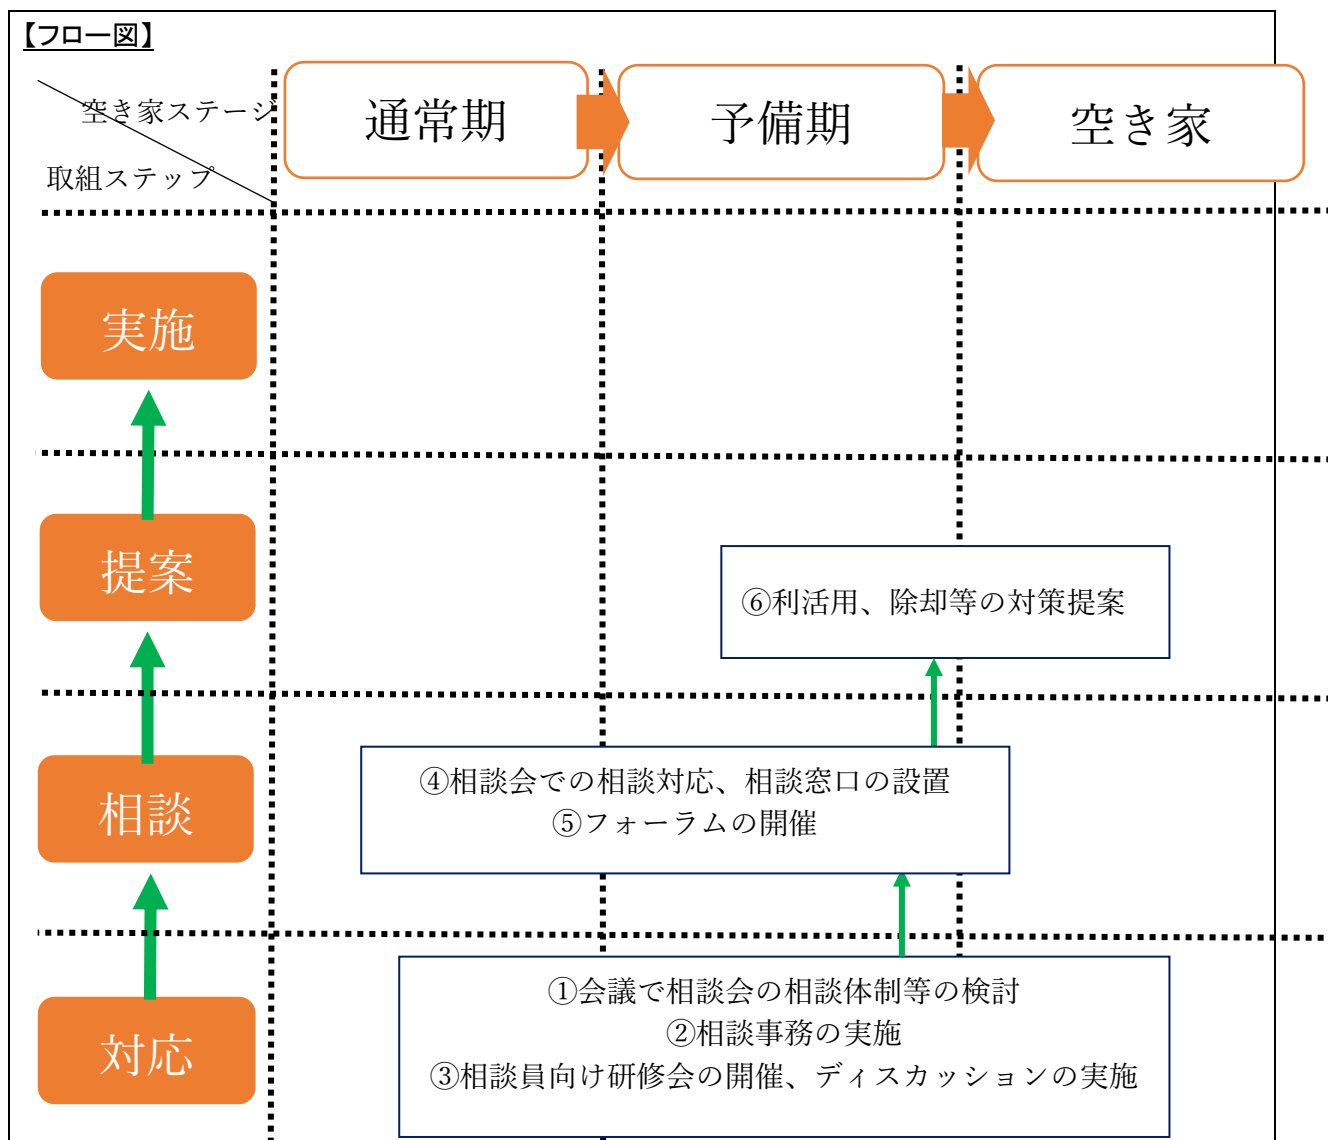 【フロー図】
空き家ステージ
取組ステップ
通常期
予備期
空き家
実施
提案
⑥利活用、除却等の対策提案
相談
④相談会での相談対応、相談窓口の設置
⑤フォーラムの開催
対応
①会議で相談会の相談体制等の検討
②相談事務の実施
③相談員向け研修会の開催、ディスカッションの実施